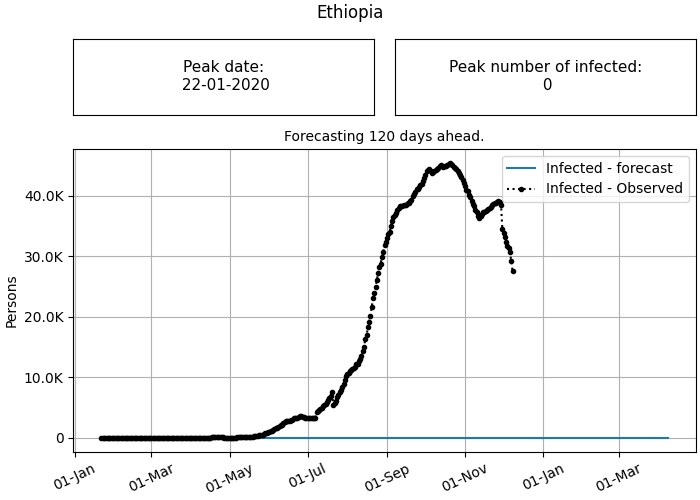 Ethiopia
Peak date:
22-01-2020
Peak number of infected:
0
Forecasting 120 days ahead.
Infected - forecast
Infected - Observed
Persons
40.0K
30.0K
20.0K
10.0K
0
01-Jan
01-Mar
01-May
01-Jul
01-Sep
01-Nov
01-Jan
01-Mar